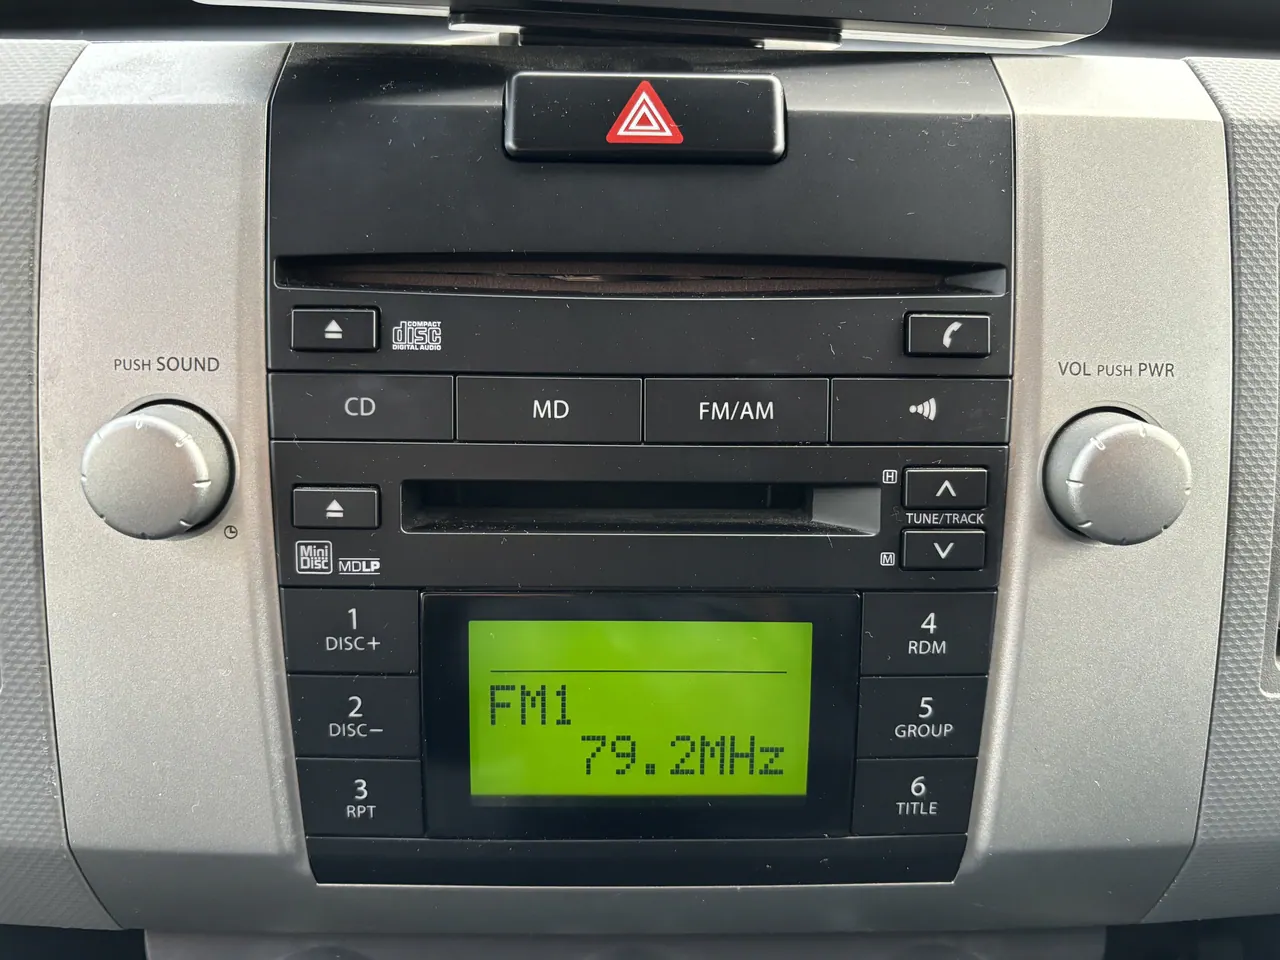 COMPACT
disc
DIGITAL AUDIO
PUSH SOUND
VOL PUSH PWR
CD
MD
FM/AM
H
TUNE/TRACK
M
Mini
Disc
MDLP
1
DISC+
2
DISC−
3
RPT
FM1
79.2MHz
4
RDM
5
GROUP
6
TITLE